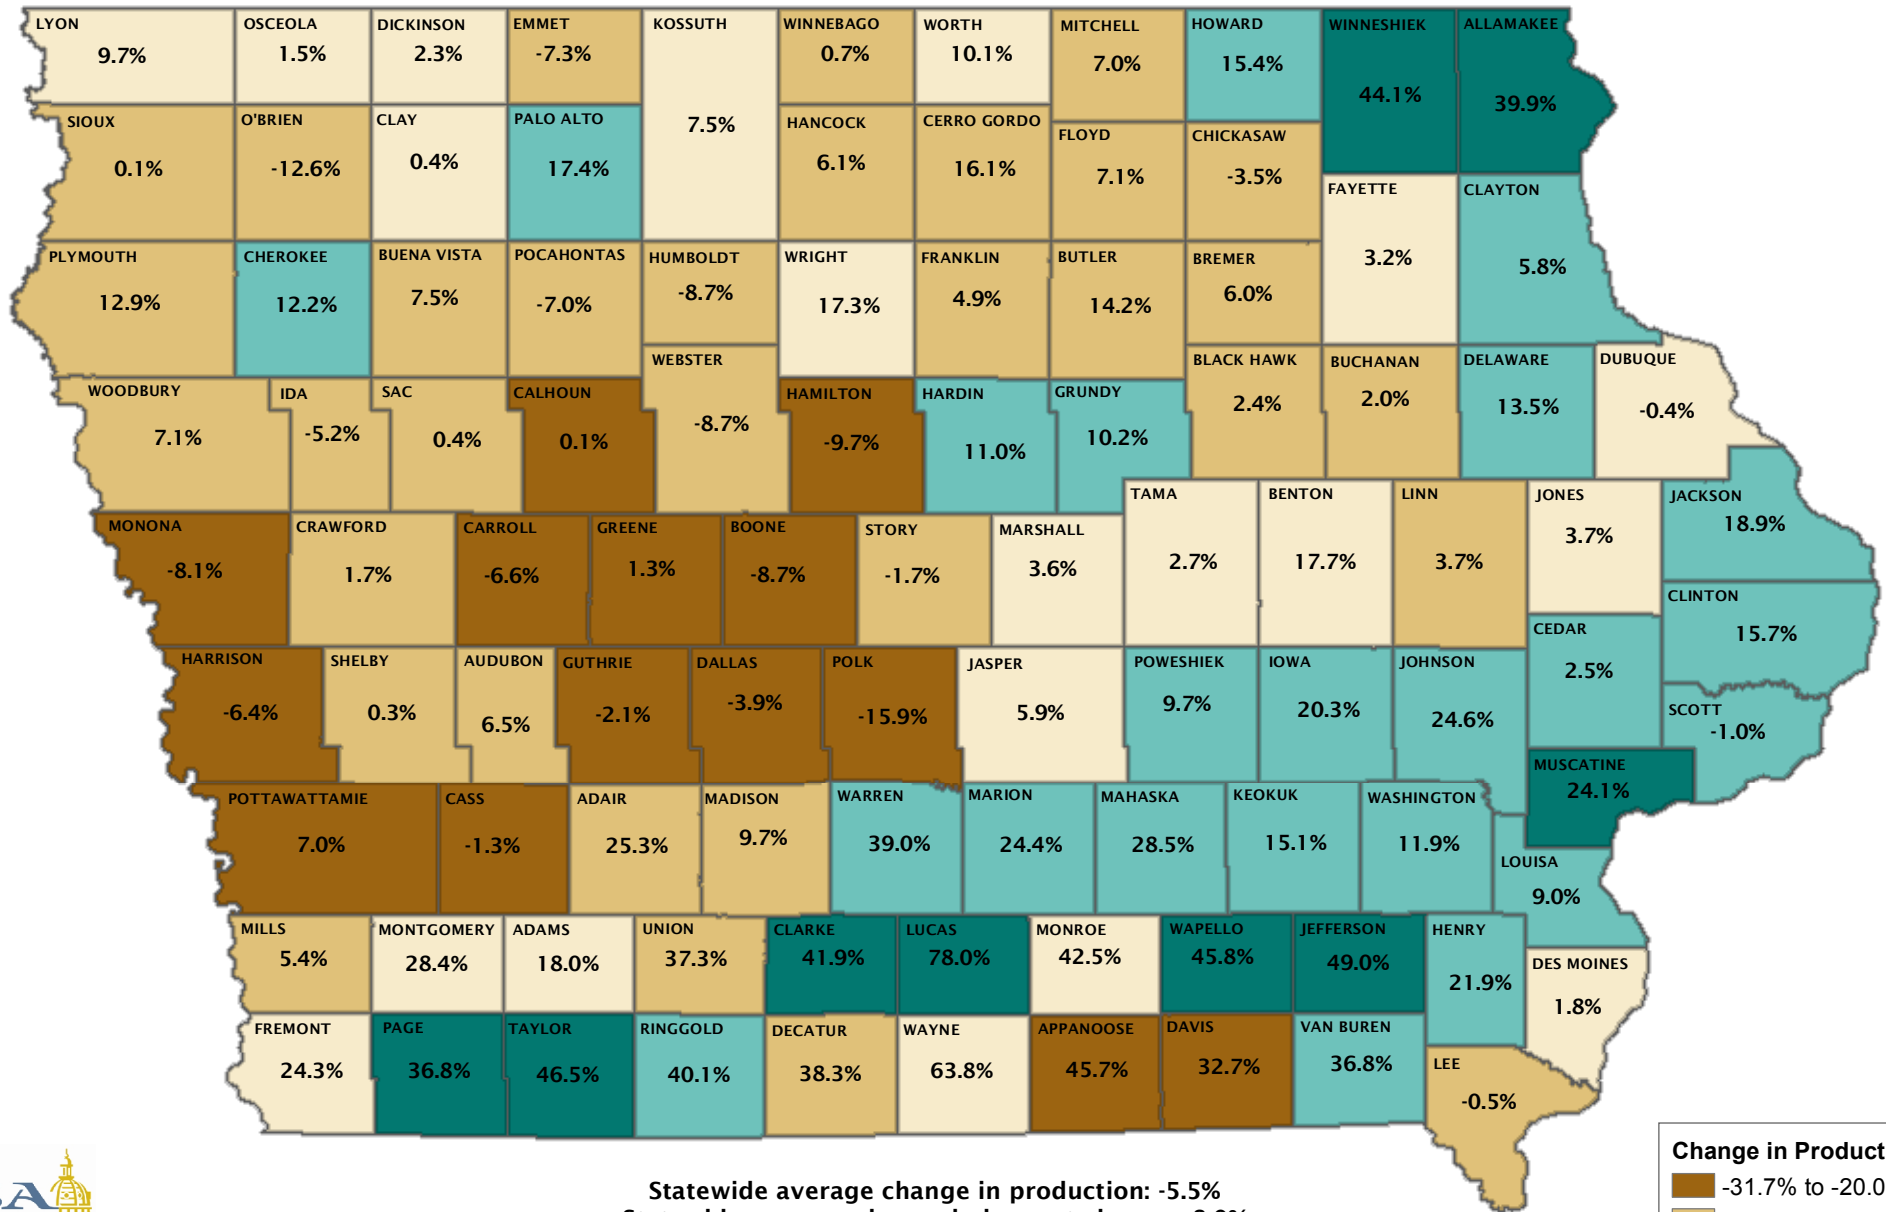 LYON
9.7%
OSCEOLA
1.5%
DICKINSON
2.3%
EMMET
-7.3%
KOSSUTH
7.5%
WINNEBAGO
0.7%
WORTH
10.1%
MITCHELL
7.0%
HOWARD
15.4%
WINNESHIEK
44.1%
ALLAMAKEE
39.9%
SIOUX
0.1%
O'BRIEN
-12.6%
CLAY
0.4%
PALO ALTO
17.4%
HANCOCK
6.1%
CERRO GORDO
16.1%
FLOYD
7.1%
CHICKASAW
-3.5%
FAYETTE
3.2%
CLAYTON
5.8%
PLYMOUTH
12.9%
CHEROKEE
12.2%
BUENA VISTA
7.5%
POCAHONTAS
-7.0%
HUMBOLDT
-8.7%
WRIGHT
17.3%
FRANKLIN
4.9%
BUTLER
14.2%
BREMER
6.0%
WOODBURY
7.1%
IDA
-5.2%
SAC
0.4%
CALHOUN
0.1%
WEBSTER
-8.7%
HAMILTON
-9.7%
HARDIN
11.0%
GRUNDY
10.2%
BLACK HAWK
2.4%
BUCHANAN
2.0%
DELAWARE
13.5%
DUBUQUE
-0.4%
MONONA
-8.1%
CRAWFORD
1.7%
CARROLL
-6.6%
GREENE
1.3%
BOONE
-8.7%
STORY
-1.7%
MARSHALL
3.6%
TAMA
2.7%
BENTON
17.7%
LINN
3.7%
JONES
3.7%
JACKSON
18.9%
CLINTON
15.7%
HARRISON
-6.4%
SHELBY
0.3%
AUDUBON
6.5%
GUTHRIE
-2.1%
DALLAS
-3.9%
POLK
-15.9%
JASPER
5.9%
POWESHIEK
9.7%
IOWA
20.3%
JOHNSON
24.6%
CEDAR
2.5%
SCOTT
-1.0%
MUSCATINE
24.1%
POTTAWATTAMIE
7.0%
CASS
-1.3%
ADAIR
25.3%
MADISON
9.7%
WARREN
39.0%
MARION
24.4%
MAHASKA
28.5%
KEOKUK
15.1%
WASHINGTON
11.9%
LOUISA
9.0%
MILLS
5.4%
MONTGOMERY
28.4%
ADAMS
18.0%
UNION
37.3%
CLARKE
41.9%
LUCAS
78.0%
MONROE
42.5%
WAPELLO
45.8%
JEFFERSON
49.0%
HENRY
21.9%
DES MOINES
1.8%
FREMONT
24.3%
PAGE
36.8%
TAYLOR
46.5%
RINGGOLD
40.1%
DECATUR
38.3%
WAYNE
63.8%
APPANOOSE
45.7%
DAVIS
32.7%
VAN BUREN
36.8%
LEE
-0.5%
Statewide average change in production: -5.5%
Change in Product
-31.7% to -20.0